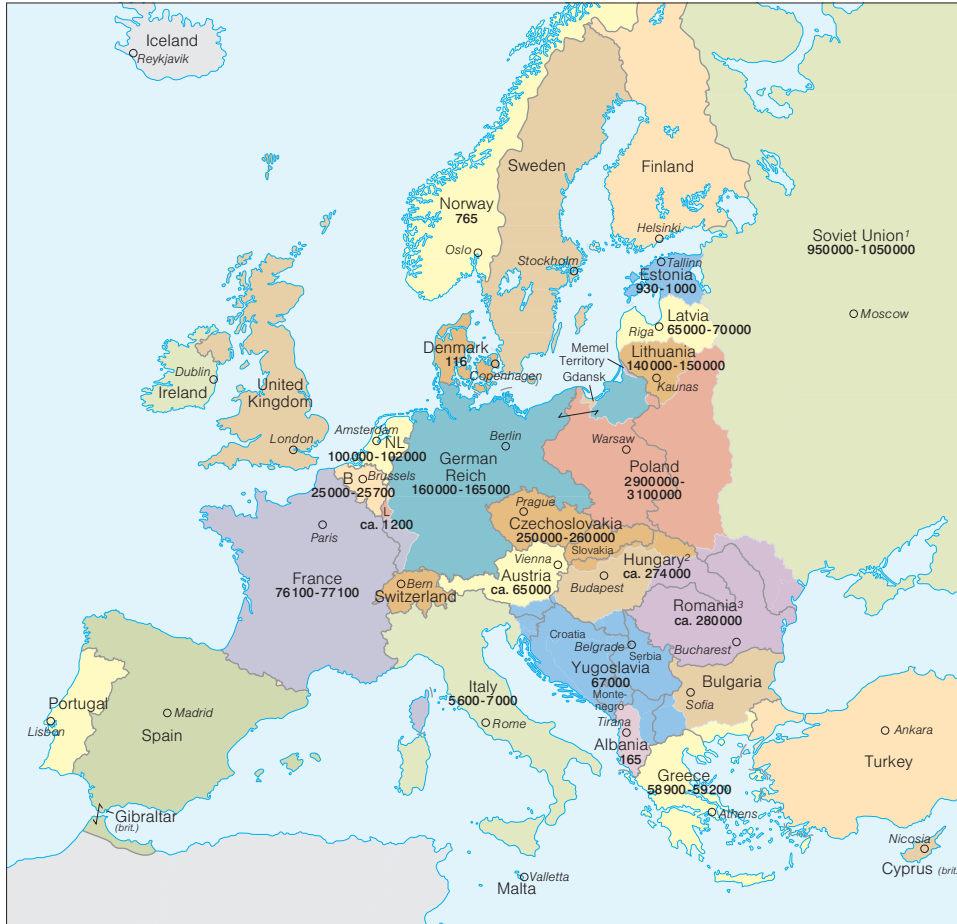 Iceland
Reykjavik
Sweden
Finland
Norway
765
Oslo
Helsinki
Stockholm
Tallinn
Estonia
930-1000
Soviet Union¹
950000-1050000
Moscow
Latvia
65000-70000
Riga
Denmark
116
Copenhagen
Memel
Territory
Gdansk
Lithuania
140000-150000
Kaunas
Dublin
Ireland
United
Kingdom
London
Amsterdam
NL
100000-102000
Brussels
B
25000-25700
L
ca. 1200
Berlin
German
Reich
160000-165000
Warsaw
Poland
2900000-
3100000
Prague
Czechoslovakia
250000-260000
Slovakia
Paris
France
76100-77100
Bern
Switzerland
Vienna
Austria
ca. 65000
Hungary²
ca. 274000
Budapest
Romania³
ca. 280000
Bucharest
Croatia
Belgrade
Serbia
Yugoslavia
67000
Monte-
negro
Bulgaria
Sofia
Italy
5600-7000
Rome
Tirana
Albania
165
Portugal
Lisbon
Madrid
Spain
Gibraltar
(brit.)
Greece
58900-59200
Athens
Ankara
Turkey
Nicosia
Cyprus (brit.)
Valletta
Malta